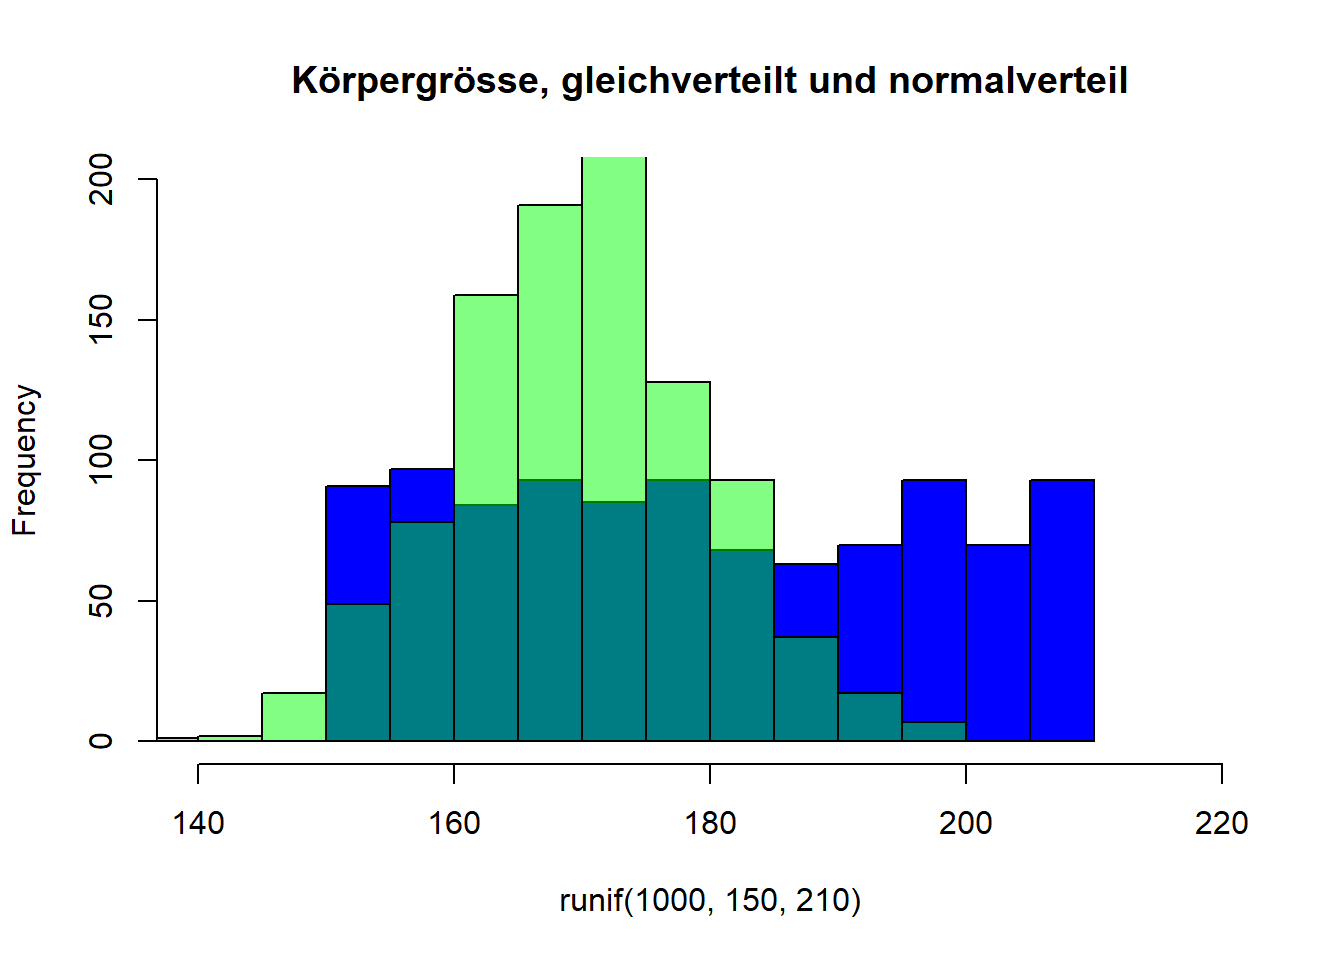 Körpergrösse, gleichverteilt und normalverteil
200
150
100
50
0
Frequency
140 160 180 200 220
runif(1000, 150, 210)